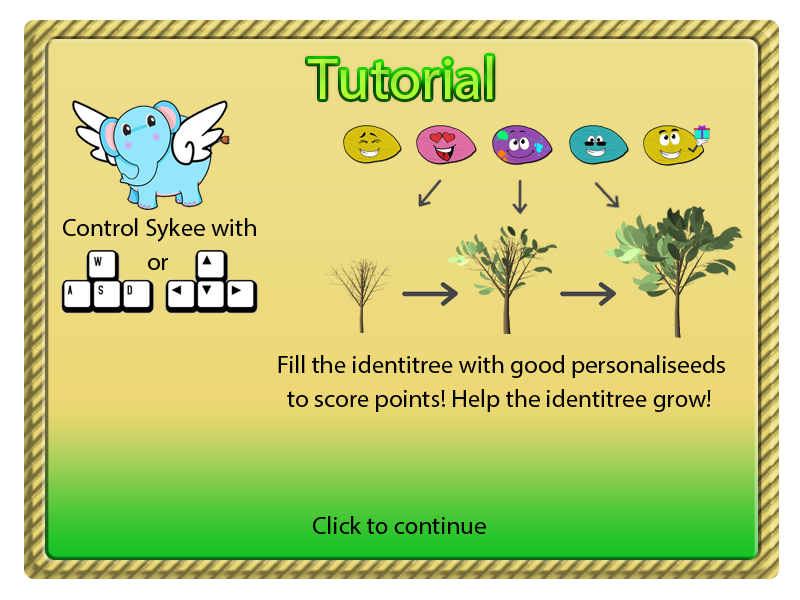 Tutorial
Control Sykee with
W
or
A S D
Fill the identitree with good personaliseeds
to score points! Help the identitree grow!
Click to continue